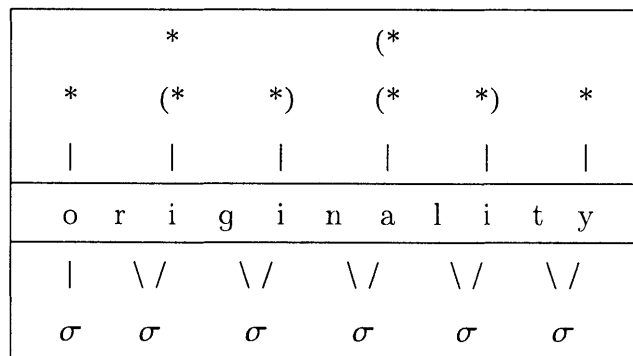 * (*
* (* *) (* *) *
| | | | | |
o r i g i n a l i t y
| \ / \ / \ / \ / \ /
σ σ σ σ σ σ